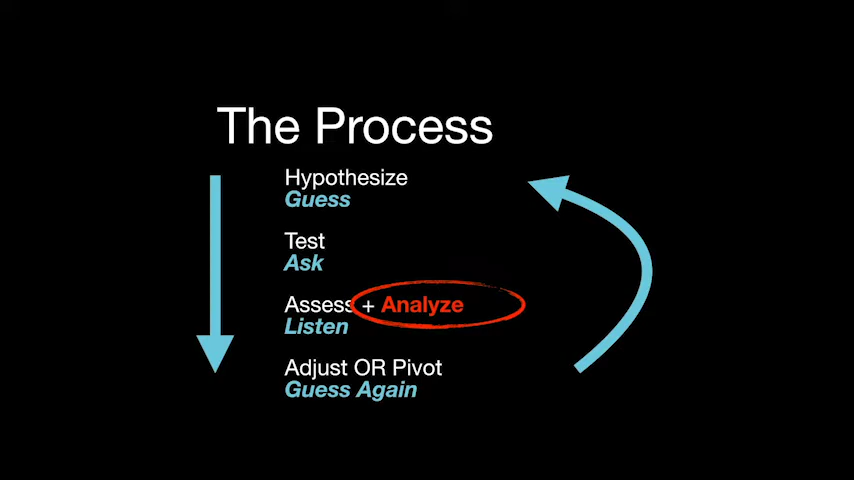 The Process
Hypothesize
Guess
Test
Ask
Assess + Analyze
Listen
Adjust OR Pivot
Guess Again